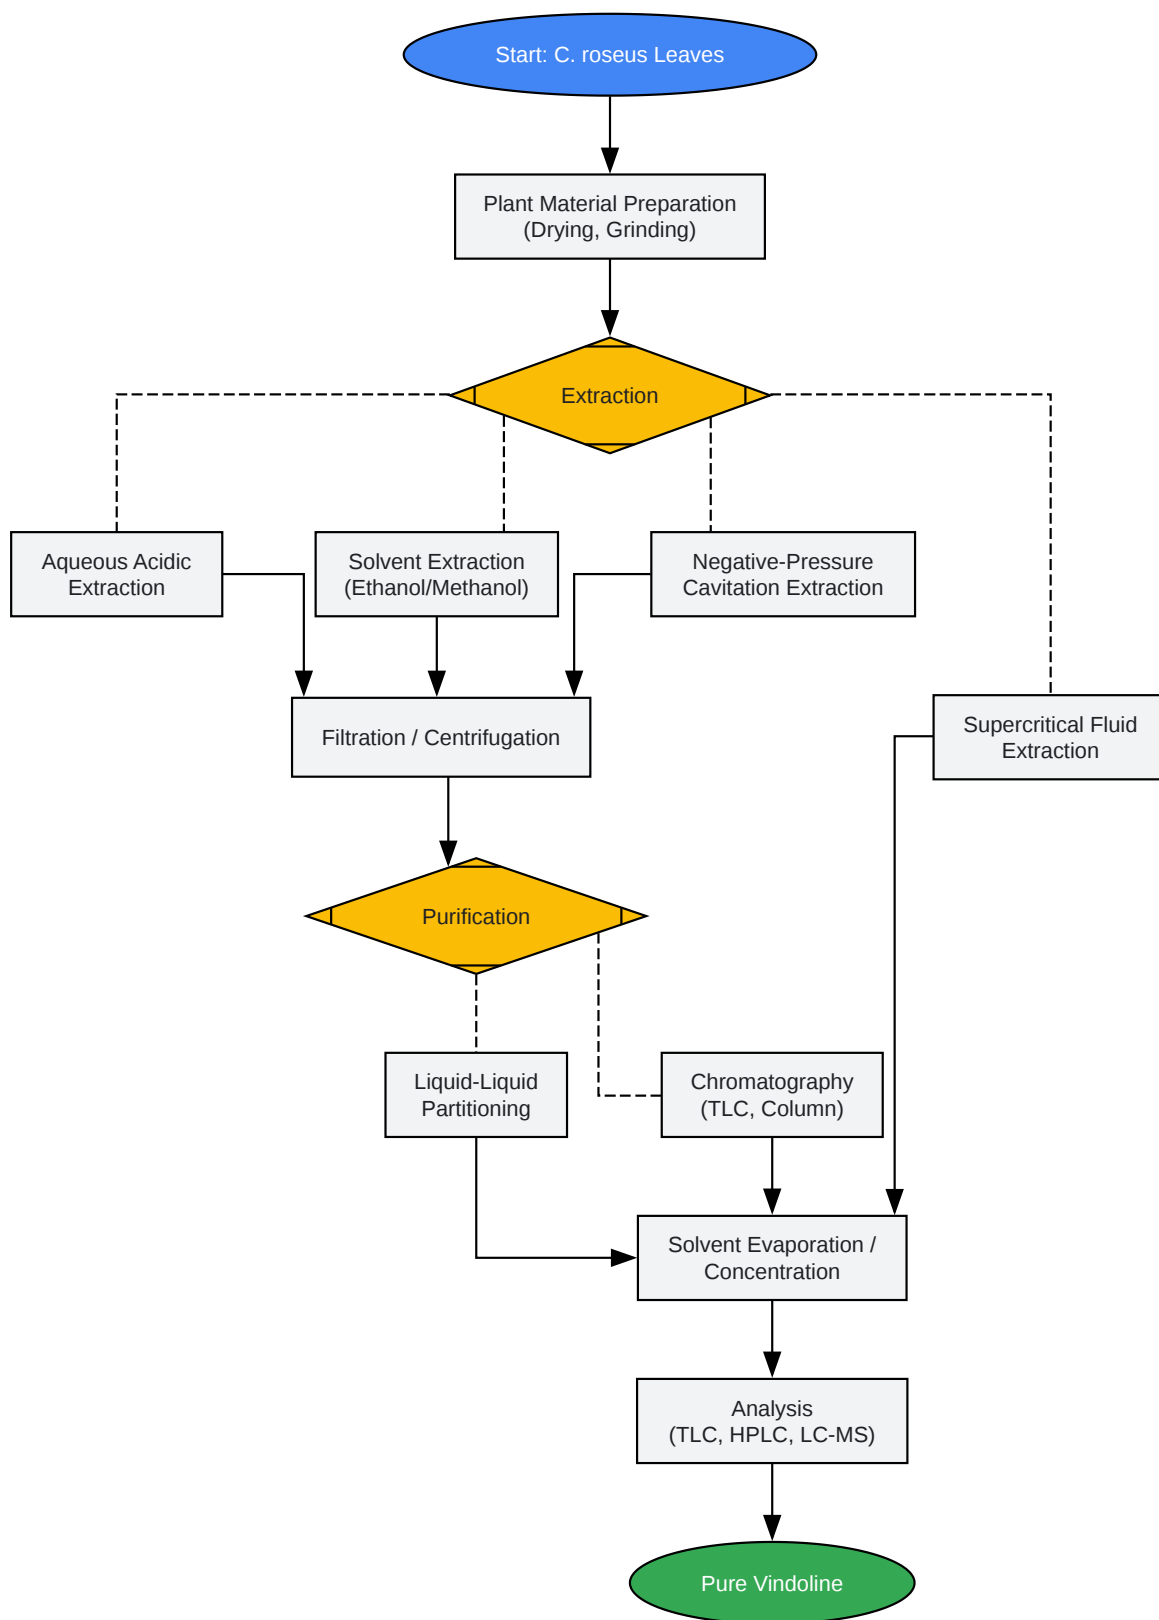 Start: C. roseus Leaves
Plant Material Preparation
(Drying, Grinding)
Extraction
Aqueous Acidic
Extraction
Solvent Extraction
(Ethanol/Methanol)
Negative-Pressure
Cavitation Extraction
Filtration / Centrifugation
Supercritical Fluid
Extraction
Purification
Liquid-Liquid
Partitioning
Chromatography
(TLC, Column)
Solvent Evaporation /
Concentration
Analysis
(TLC, HPLC, LC-MS)
Pure Vindoline